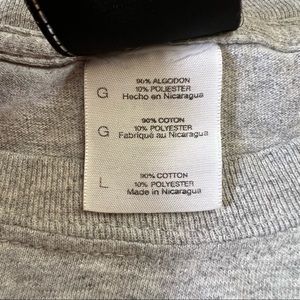 90% ALGODON
10% POLIESTER
G Hecho en Nicaragua
90% COTON
G 10% POLYESTER
Fabriqué au Nicaragua
90% COTTON
L 10% POLYESTER
Made in Nicaragua